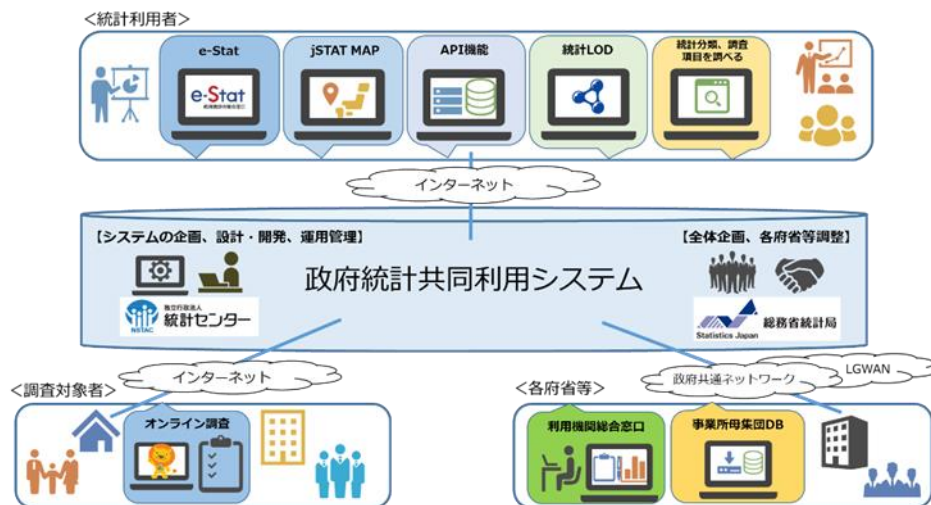 <統計利用者>
e-Stat
jSTAT MAP
API機能
統計LOD
統計分類、調査
項目を調べる
e-Stat
インターネット
【システムの企画、設計・開発、運用管理】
【全体企画、各府省等調整】
政府統計共同利用システム
独立行政法人
統計センター
NSTAC
総務省統計局
Statistics Japan
インターネット
政府共通ネットワーク
LGWAN
<調査対象者>
<各府省等>
オンライン調査
利用機関総合窓口
事業所母集団DB